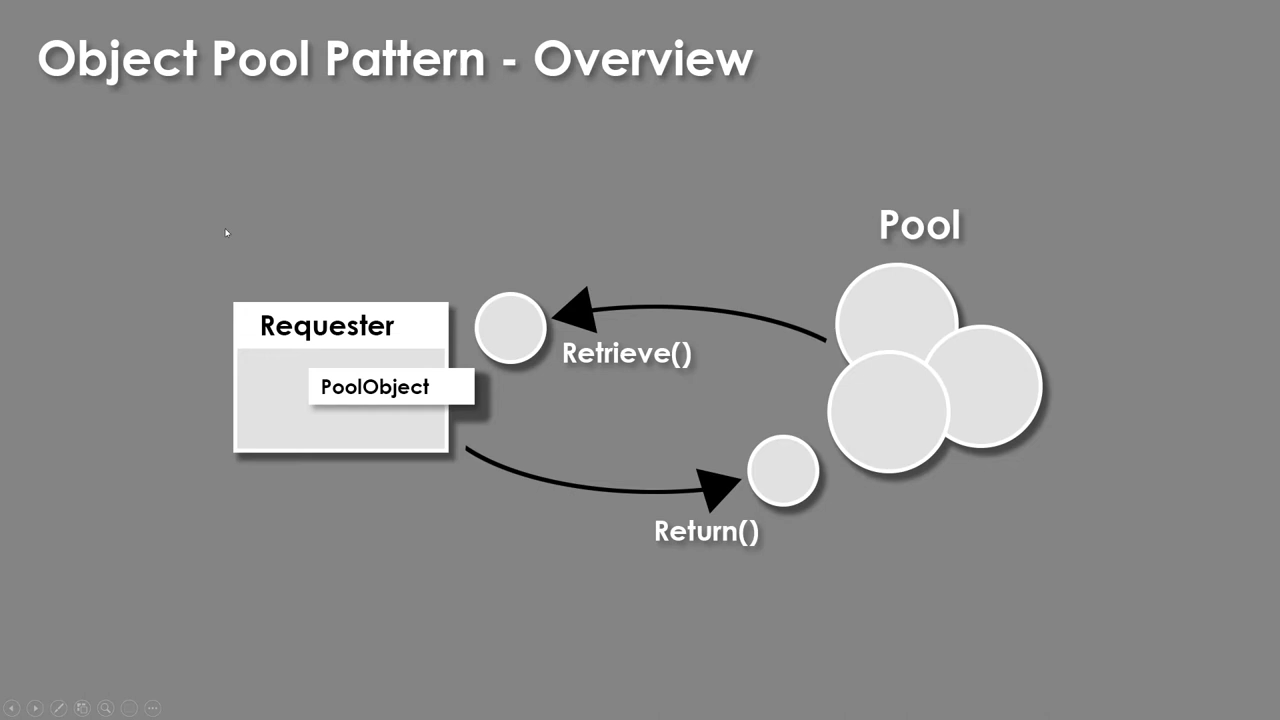 Object Pool Pattern - Overview
Pool
Requester
Retrieve()
PoolObject
Return()